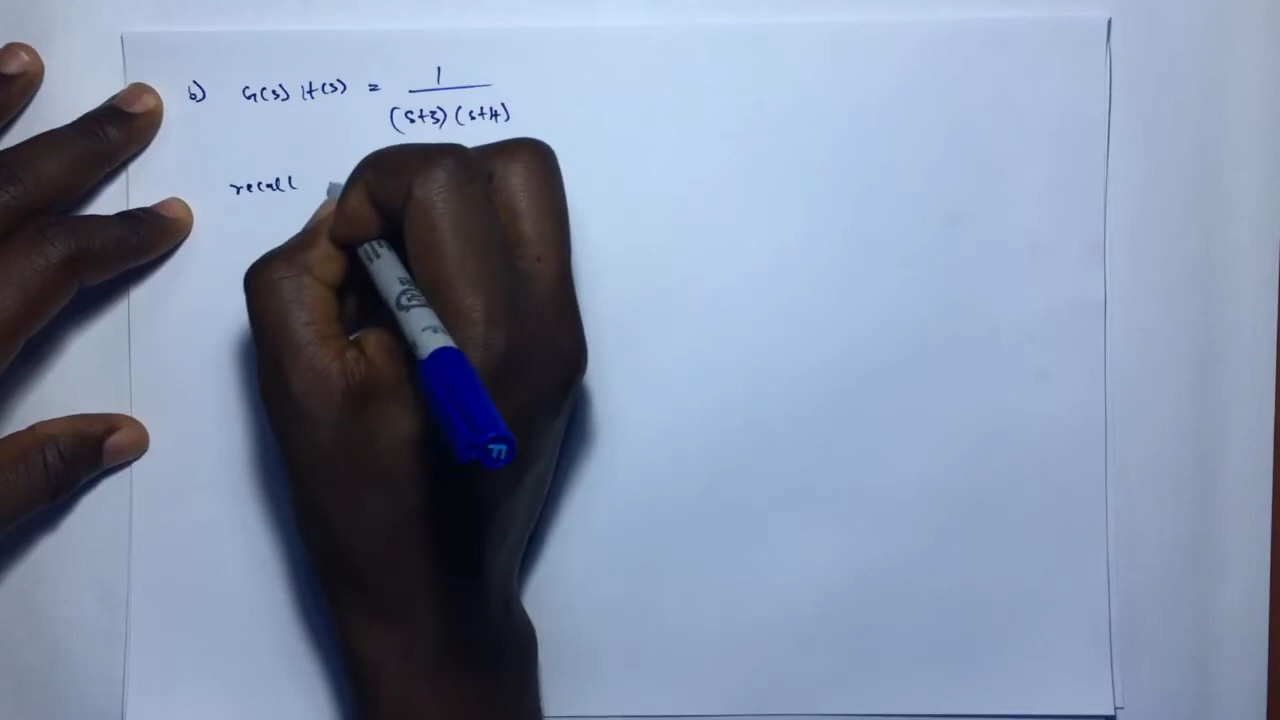 b) G(s) H(s) = 1 / (s+3)(s+4)
recall
F